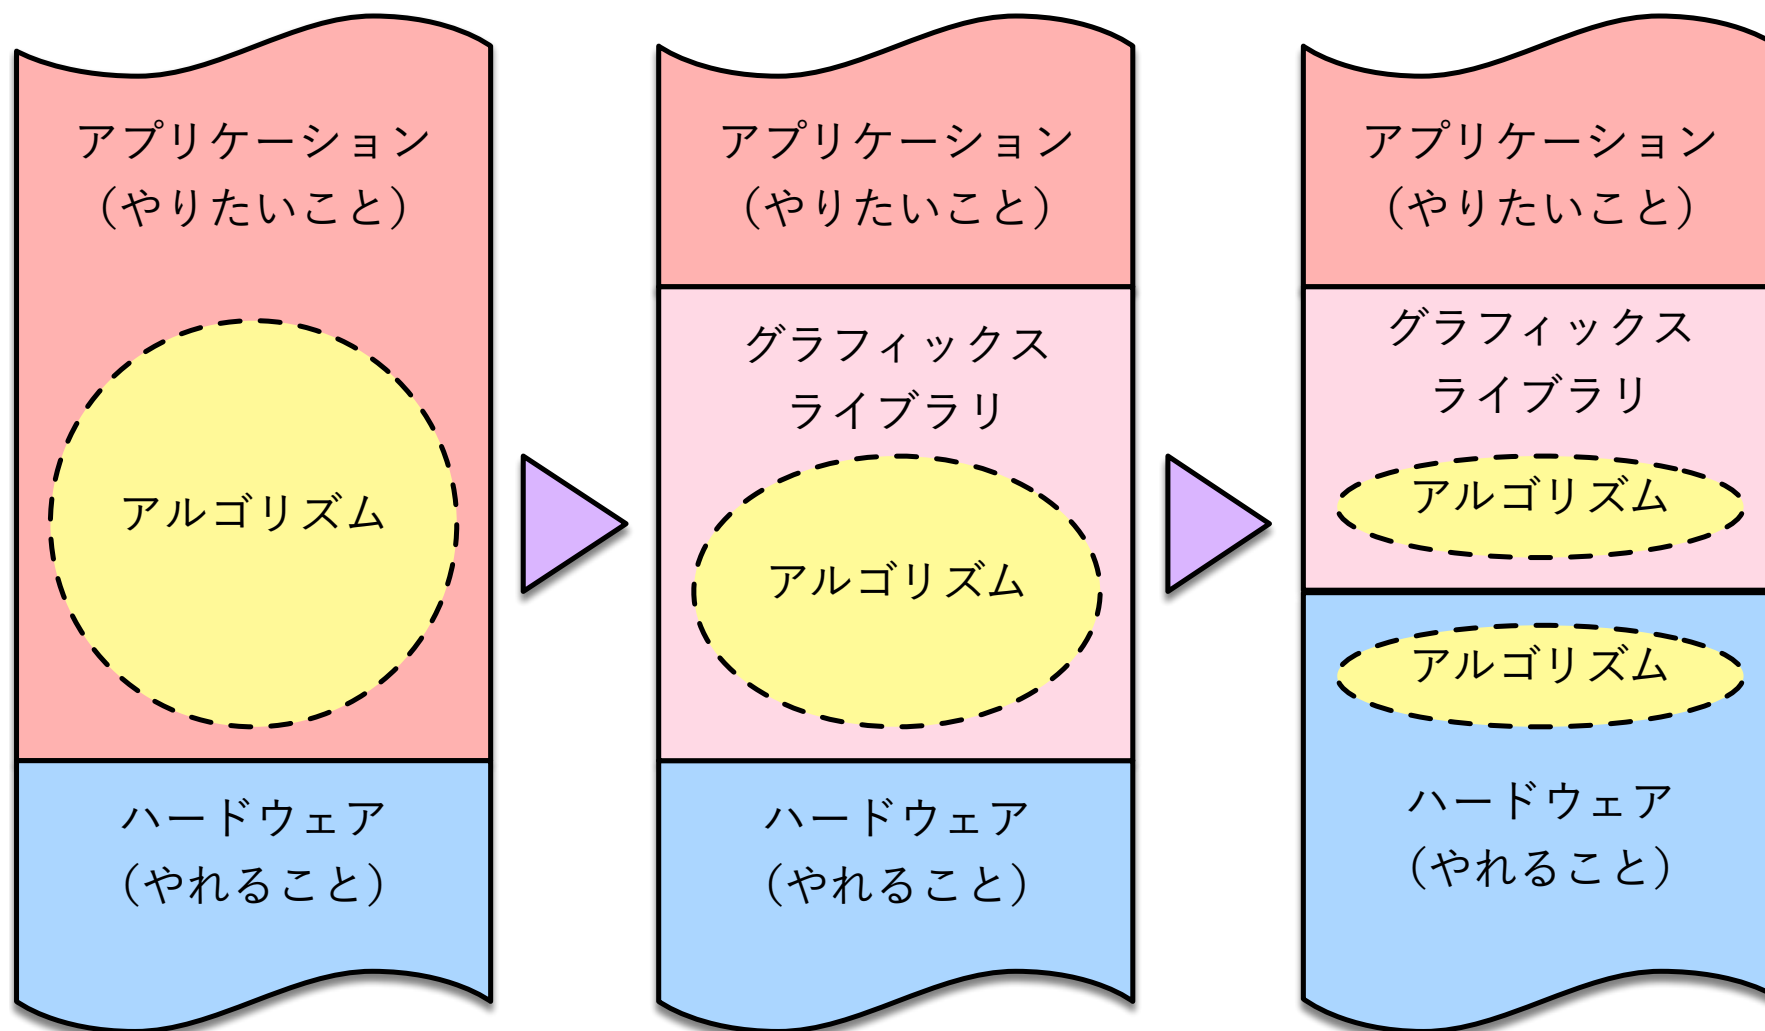 アプリケーション
(やりたいこと)
アルゴリズム
ハードウェア
(やれること)
アプリケーション
(やりたいこと)
グラフィックス
ライブラリ
アルゴリズム
ハードウェア
(やれること)
アプリケーション
(やりたいこと)
グラフィックス
ライブラリ
アルゴリズム
アルゴリズム
ハードウェア
(やれること)